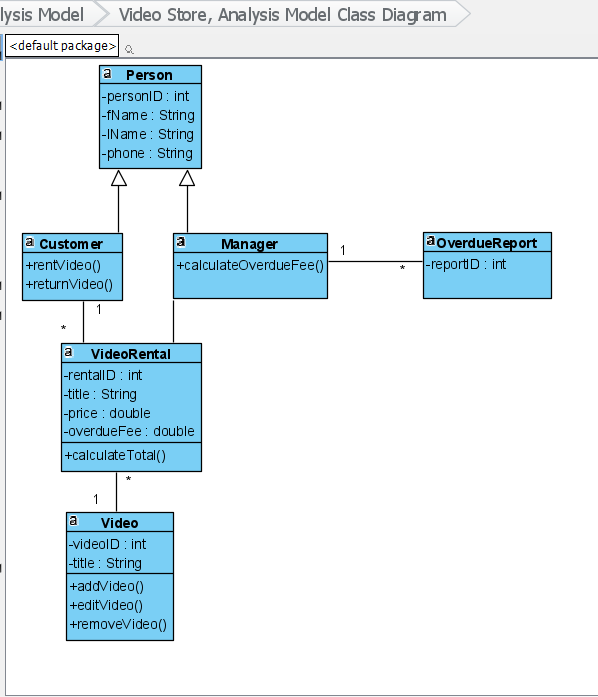 lysis Model
Video Store, Analysis Model Class Diagram
<default package>
a Person
-personID : int
-fName : String
-lName : String
-phone : String
a Customer
+rentVideo()
+returnVideo()
a Manager
+calculateOverdueFee()
1
*
a OverdueReport
-reportID : int
1
*
a VideoRental
-rentalID : int
-title : String
-price : double
-overdueFee : double
+calculateTotal()
*
1
a Video
-videoID : int
-title : String
+addVideo()
+editVideo()
+removeVideo()